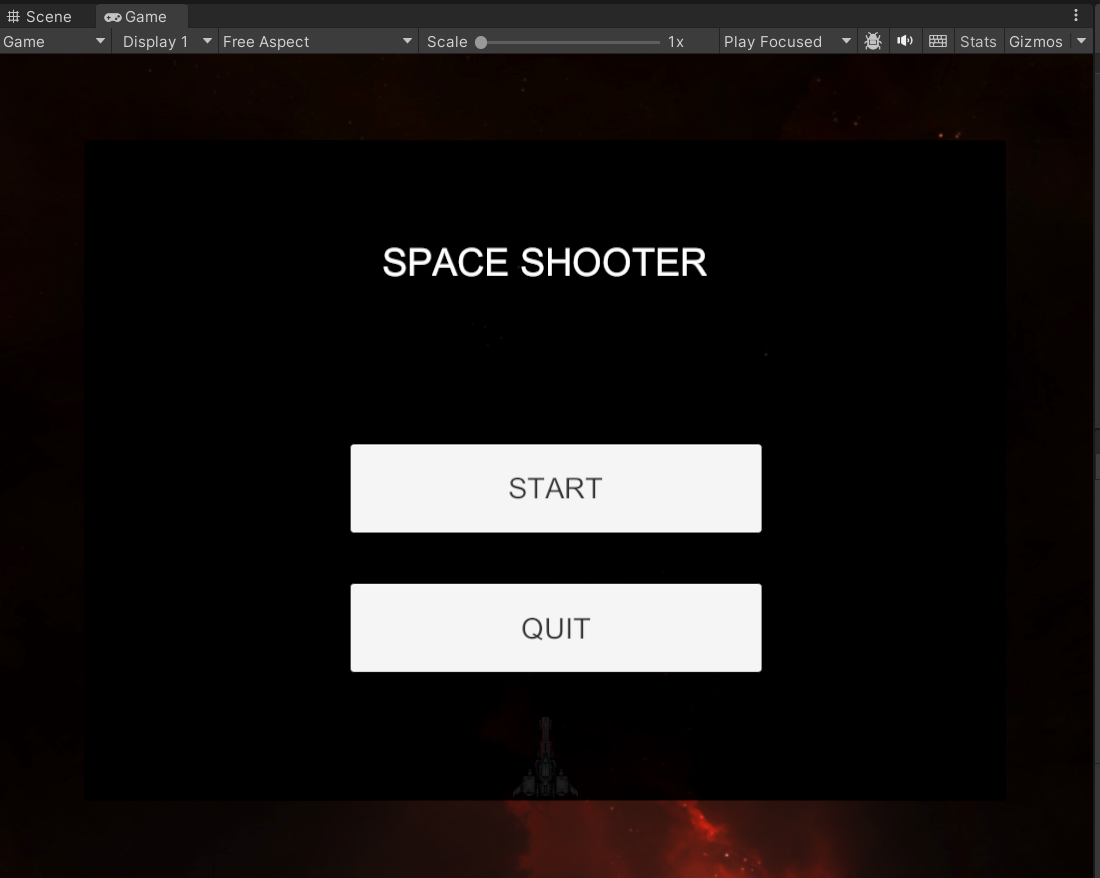 Scene Game
Game Display 1 Free Aspect Scale 1x Play Focused Stats Gizmos
SPACE SHOOTER
START
QUIT